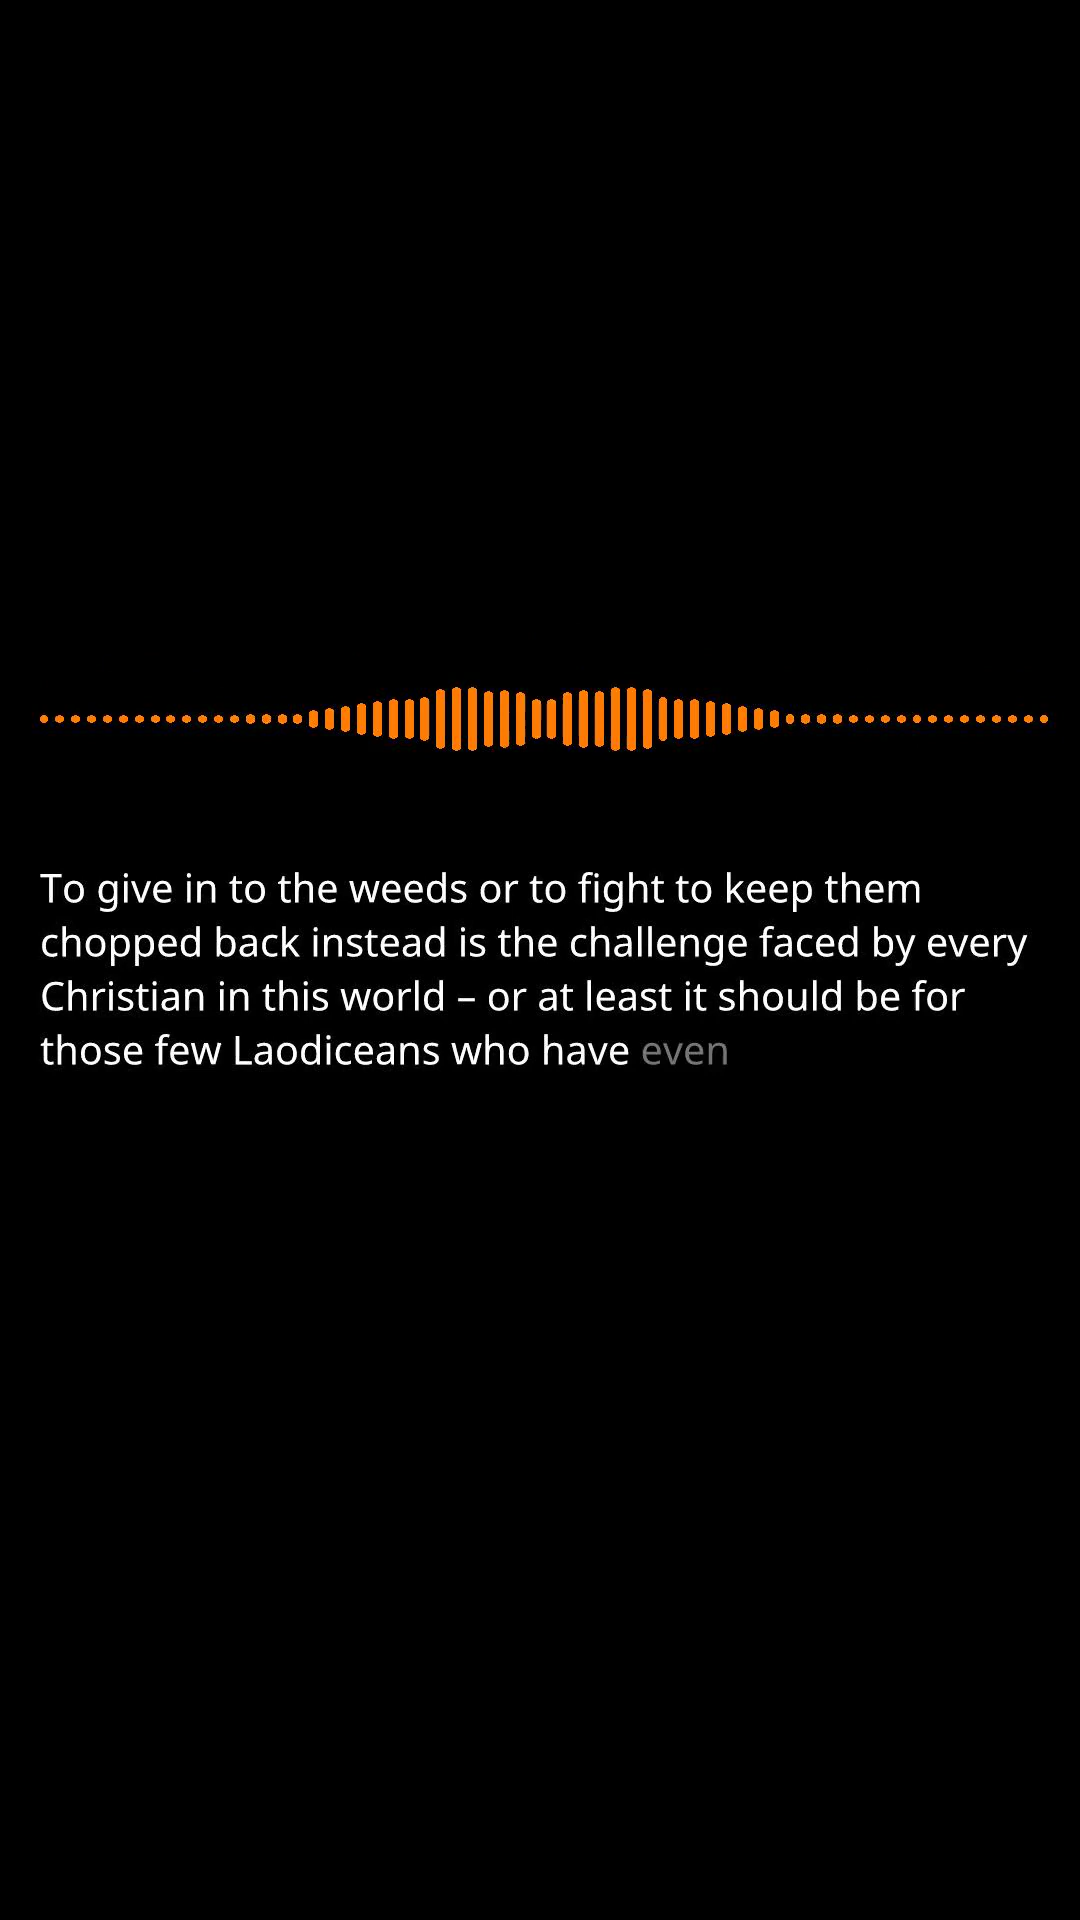 To give in to the weeds or to fight to keep them
chopped back instead is the challenge faced by every
Christian in this world – or at least it should be for
those few Laodiceans who have even